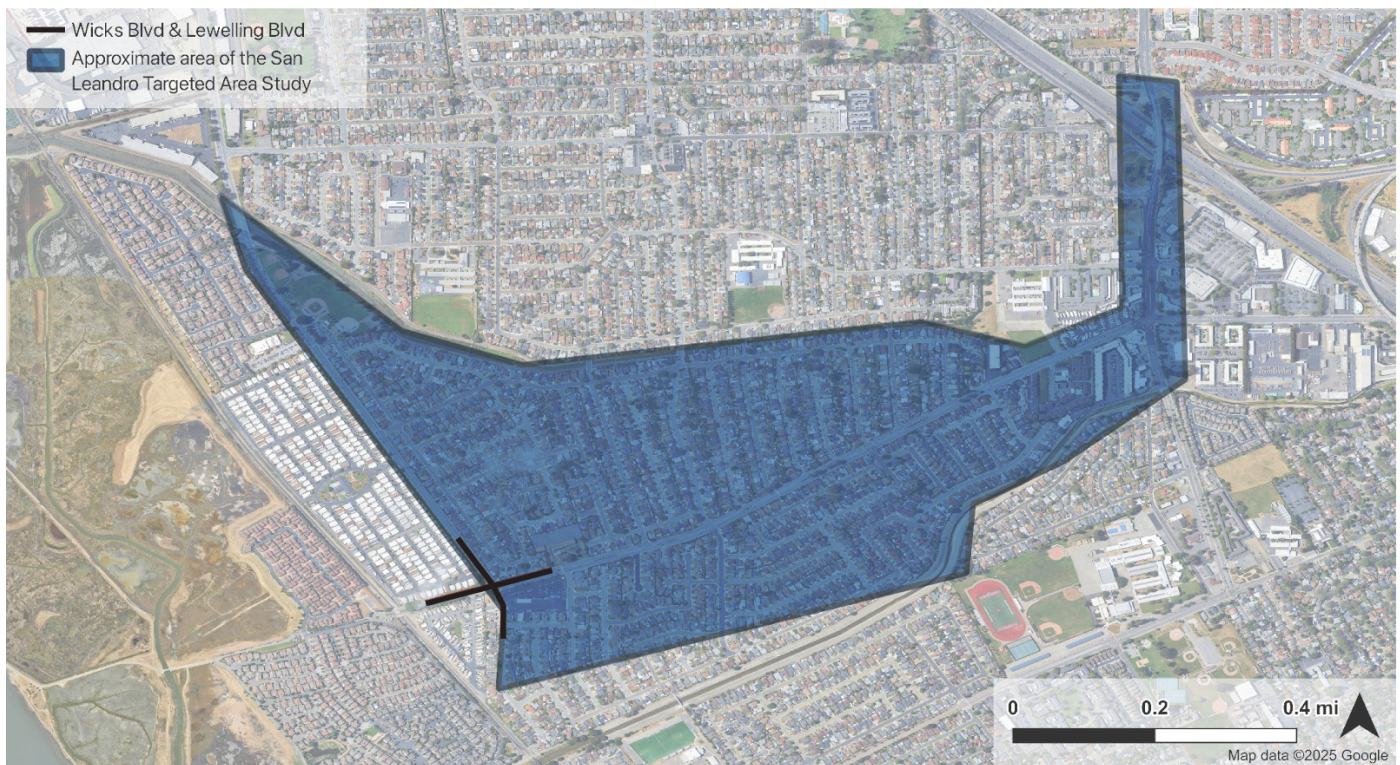 Wicks Blvd & Lewelling Blvd
Approximate area of the San
Leandro Targeted Area Study
0 0.2 0.4 mi
Map data ©2025 Google